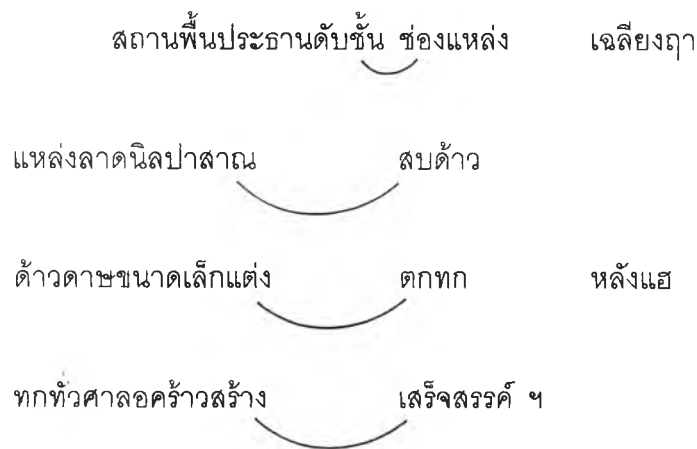 สถานพื้นประธานดับชั้น ช่องแหล่ง เฉลียงฤา
แหล่งลาดนิลปาสาณ สบด้าว
ด้าวดาษขนาดเล็กแต่ง ตกทก หลังแฮ
ทกทั่วศาลอคร้าวสร้าง เสร็จสรรค์ ฯ